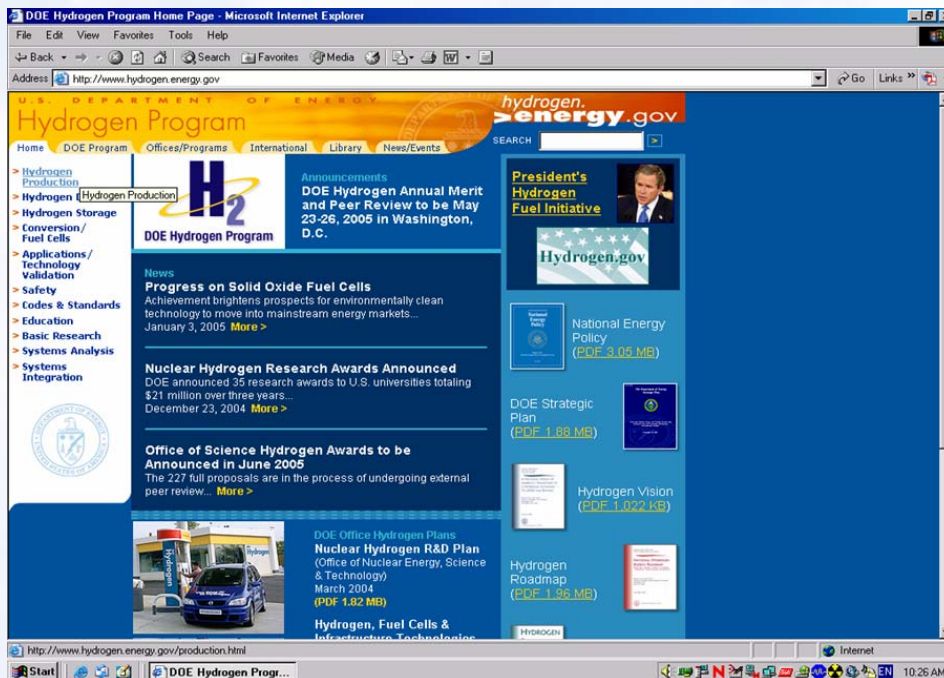 DOE Hydrogen Program Home Page - Microsoft Internet Explorer
File Edit View Favorites Tools Help
Back Search Favorites Media
Address http://www.hydrogen.energy.gov Go Links »
U.S. DEPARTMENT OF ENERGY
Hydrogen Program
hydrogen.
>energy.gov
Home DOE Program Offices/Programs International Library News/Events
SEARCH >
> Hydrogen
Production
> Hydrogen
Hydrogen Production
> Hydrogen Storage
> Conversion/
Fuel Cells
> Applications/
Technology
Validation
> Safety
> Codes & Standards
> Education
> Basic Research
> Systems Analysis
> Systems
Integration
H2
DOE Hydrogen Program
Announcements
DOE Hydrogen Annual Merit
and Peer Review to be May
23-26, 2005 in Washington,
D.C.
News
Progress on Solid Oxide Fuel Cells
Achievement brightens prospects for environmentally clean
technology to move into mainstream energy markets...
January 3, 2005 More >
Nuclear Hydrogen Research Awards Announced
DOE announced 35 research awards to U.S. universities totaling
$21 million over three years...
December 23, 2004 More >
Office of Science Hydrogen Awards to be
Announced in June 2005
The 227 full proposals are in the process of undergoing external
peer review... More >
Hydrogen
Hydrogen
DOE Office Hydrogen Plans
Nuclear Hydrogen R&D Plan
(Office of Nuclear Energy, Science
& Technology)
March 2004
(PDF 1.82 MB)
Hydrogen, Fuel Cells &
Infrastructure Technologies
President's
Hydrogen
Fuel Initiative
Hydrogen.gov
National
Energy
Policy
National Energy
Policy
(PDF 3.05 MB)
DOE Strategic
Plan
(PDF 1.68 MB)
Hydrogen Vision
(PDF 1.022 KB)
Hydrogen
Roadmap
(PDF 1.96 MB)
HYDROGEN
http://www.hydrogen.energy.gov/production.html Internet
Start DOE Hydrogen Progr... EN 10:26 AM